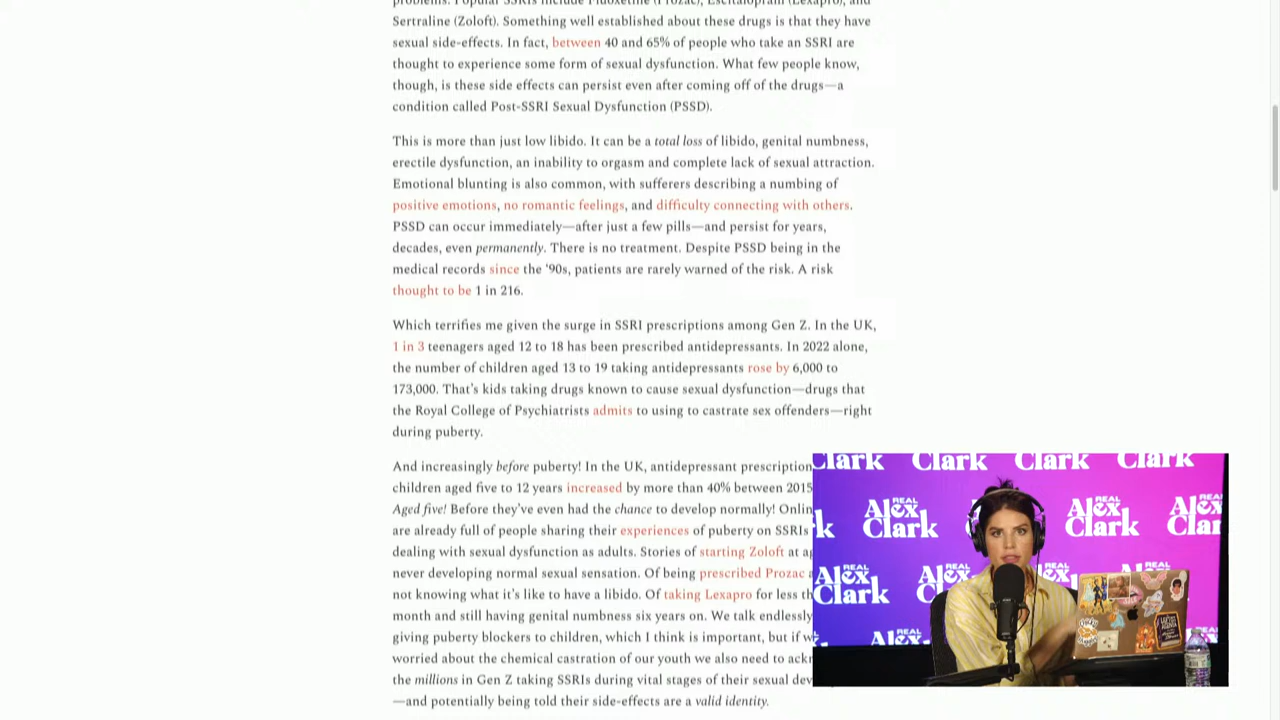 Sertraline (Zoloft). Something well established about these drugs is that they have
sexual side-effects. In fact, between 40 and 65% of people who take an SSRI are
thought to experience some form of sexual dysfunction. What few people know,
though, is these side effects can persist even after coming off of the drugs—a
condition called Post-SSRI Sexual Dysfunction (PSSD).
This is more than just low libido. It can be a total loss of libido, genital numbness,
erectile dysfunction, an inability to orgasm and complete lack of sexual attraction.
Emotional blunting is also common, with sufferers describing a numbing of
positive emotions, no romantic feelings, and difficulty connecting with others.
PSSD can occur immediately—after just a few pills—and persist for years,
decades, even permanently. There is no treatment. Despite PSSD being in the
medical records since the '90s, patients are rarely warned of the risk. A risk
thought to be 1 in 216.
Which terrifies me given the surge in SSRI prescriptions among Gen Z. In the UK,
1 in 3 teenagers aged 12 to 18 has been prescribed antidepressants. In 2022 alone,
the number of children aged 13 to 19 taking antidepressants rose by 6,000 to
173,000. That's kids taking drugs known to cause sexual dysfunction—drugs that
the Royal College of Psychiatrists admits to using to castrate sex offenders—right
during puberty.
And increasingly before puberty! In the UK, antidepressant prescription
children aged five to 12 years increased by more than 40% between 2015
Aged five! Before they've even had the chance to develop normally! Onlin
are already full of people sharing their experiences of puberty on SSRIs
dealing with sexual dysfunction as adults. Stories of starting Zoloft at a
never developing normal sexual sensation. Of being prescribed Prozac
not knowing what it's like to have a libido. Of taking Lexapro for less th
month and still having genital numbness six years on. We talk endlessly
giving puberty blockers to children, which I think is important, but if w
worried about the chemical castration of our youth we also need to ack
the millions in Gen Z taking SSRIs during vital stages of their sexual dev
—and potentially being told their side-effects are a valid identity.
Clark Clark Clark Clark
REAL Alex Clark
REAL Alex Clark
REAL Alex Clark